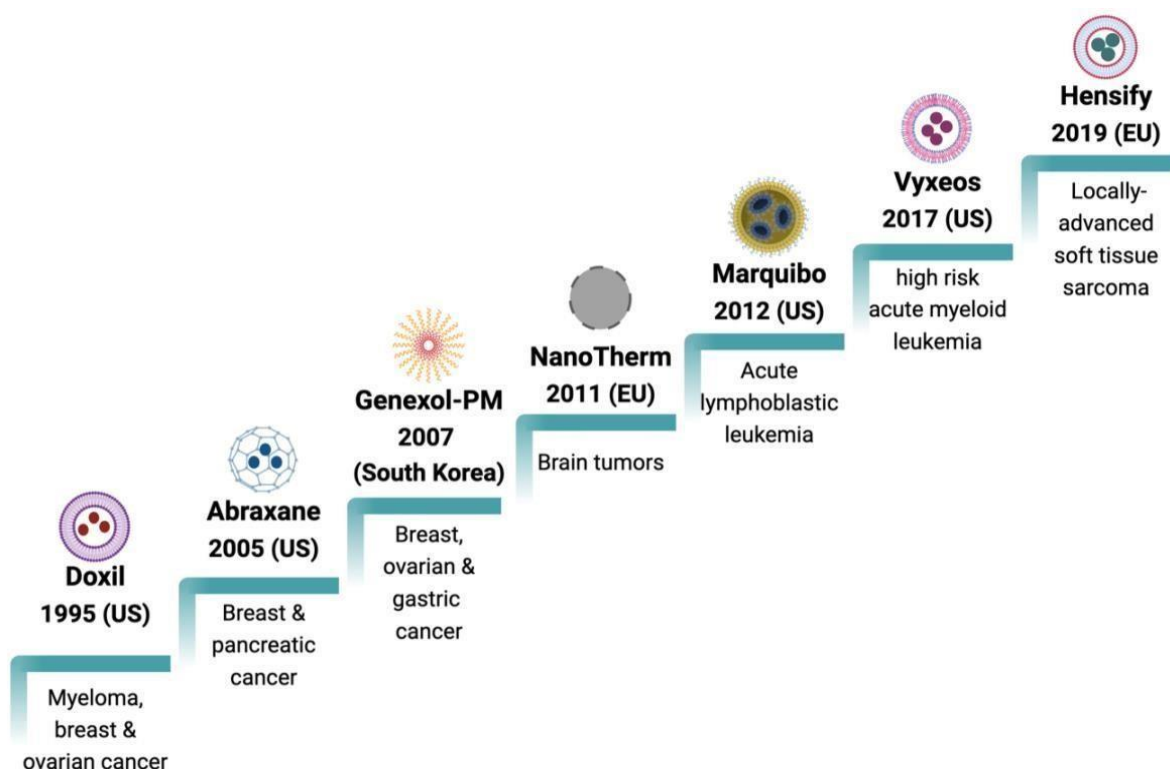 Doxil
1995 (US)
Myeloma,
breast &
ovarian cancer
Abraxane
2005 (US)
Breast &
pancreatic
cancer
Genexol-PM
2007
(South Korea)
Breast,
ovarian &
gastric
cancer
NanoTherm
2011 (EU)
Brain tumors
Marquibo
2012 (US)
Acute
lymphoblastic
leukemia
Vyxeos
2017 (US)
high risk
acute myeloid
leukemia
Hensify
2019 (EU)
Locally-
advanced
soft tissue
sarcoma